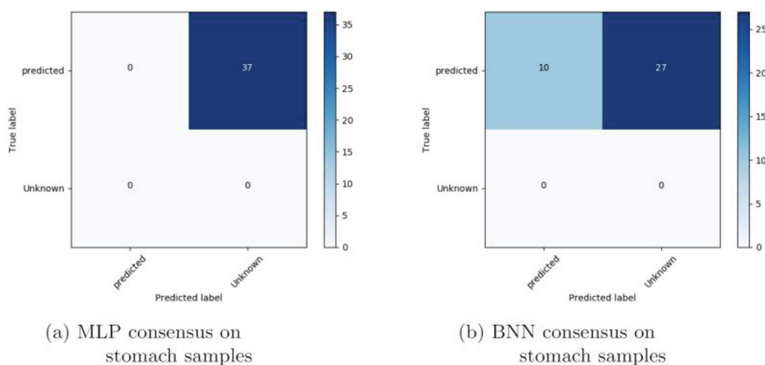 predicted
Unknown
True label
0
37
0
0
35
30
25
20
15
10
5
0
predicted
Unknown
Predicted label
(a) MLP consensus on
stomach samples
predicted
Unknown
True label
10
27
0
0
25
20
15
10
5
0
predicted
Unknown
Predicted label
(b) BNN consensus on
stomach samples